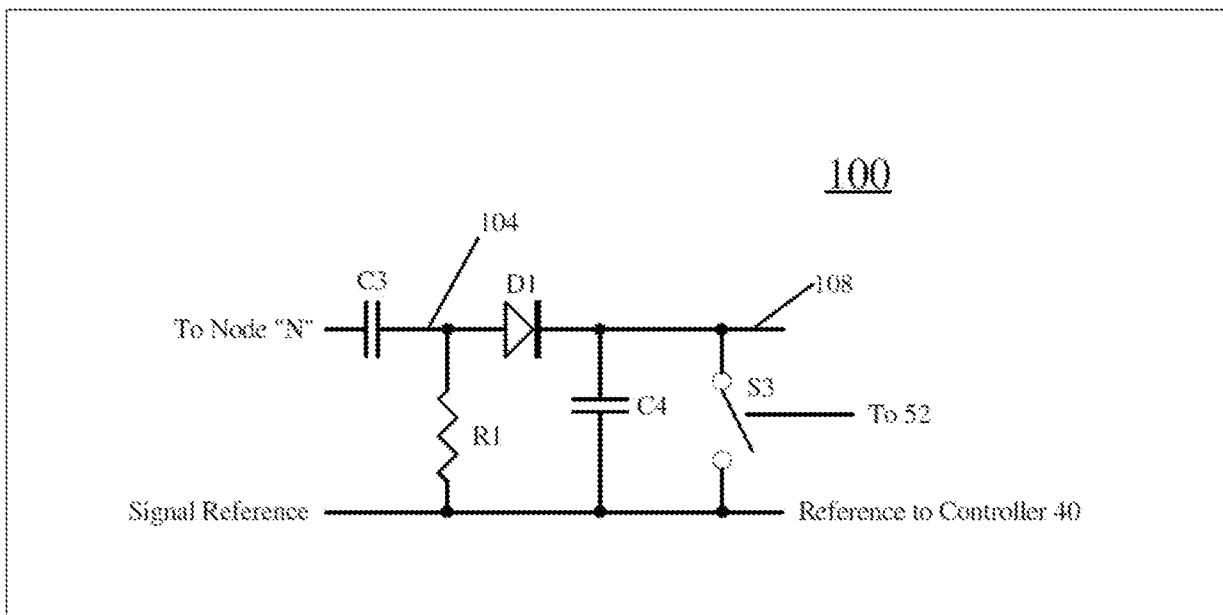 100
104
C3
D1
108
To Node "N"
S3
C4
To 52
R1
Signal Reference
Reference to Controller 40